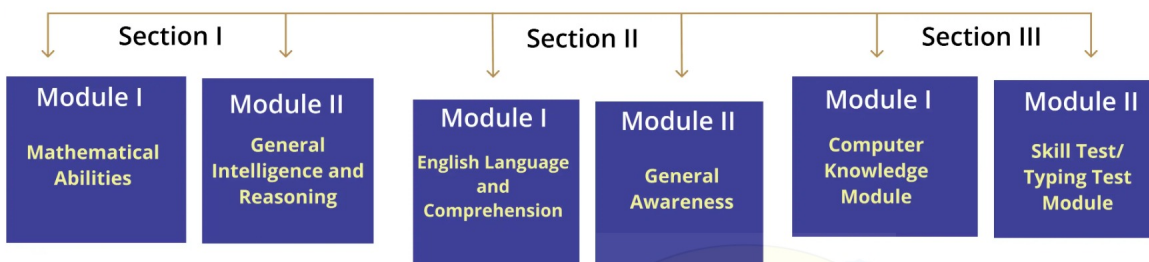 Section I
Section II
Section III
Module I
Mathematical
Abilities
Module II
General
Intelligence and
Reasoning
Module I
English Language
and
Comprehension
Module II
General
Awareness
Module I
Computer
Knowledge
Module
Module II
Skill Test/
Typing Test
Module